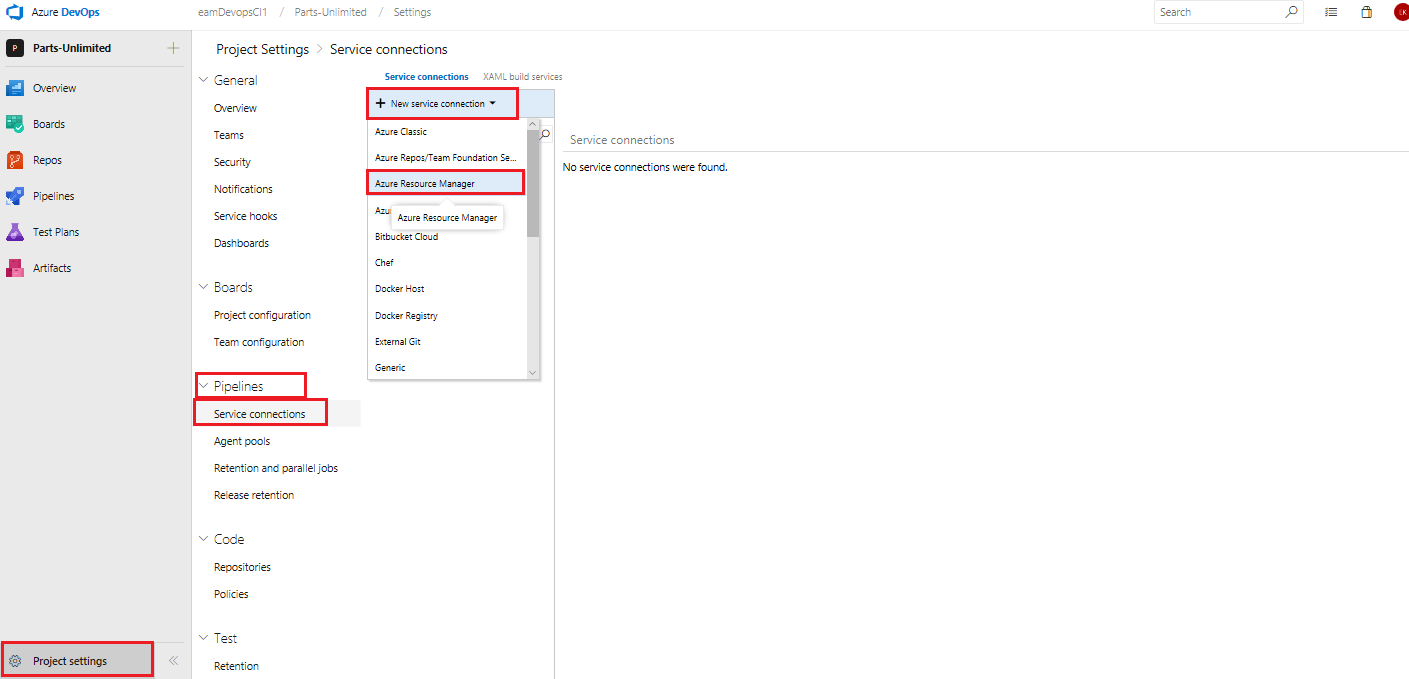 Azure DevOps
eamDevopsCI1 / Parts-Unlimited / Settings
Search
EK
P Parts-Unlimited
Overview
Boards
Repos
Pipelines
Test Plans
Artifacts
Project settings
Project Settings > Service connections
General
Overview
Teams
Security
Notifications
Service hooks
Dashboards
Boards
Project configuration
Team configuration
Pipelines
Service connections
Agent pools
Retention and parallel jobs
Release retention
Code
Repositories
Policies
Test
Retention
Service connections XAML build services
+ New service connection
Azure Classic
Azure Repos/Team Foundation Se...
Azure Resource Manager
Azu
Azure Resource Manager
Bitbucket Cloud
Chef
Docker Host
Docker Registry
External Git
Generic
Service connections
No service connections were found.